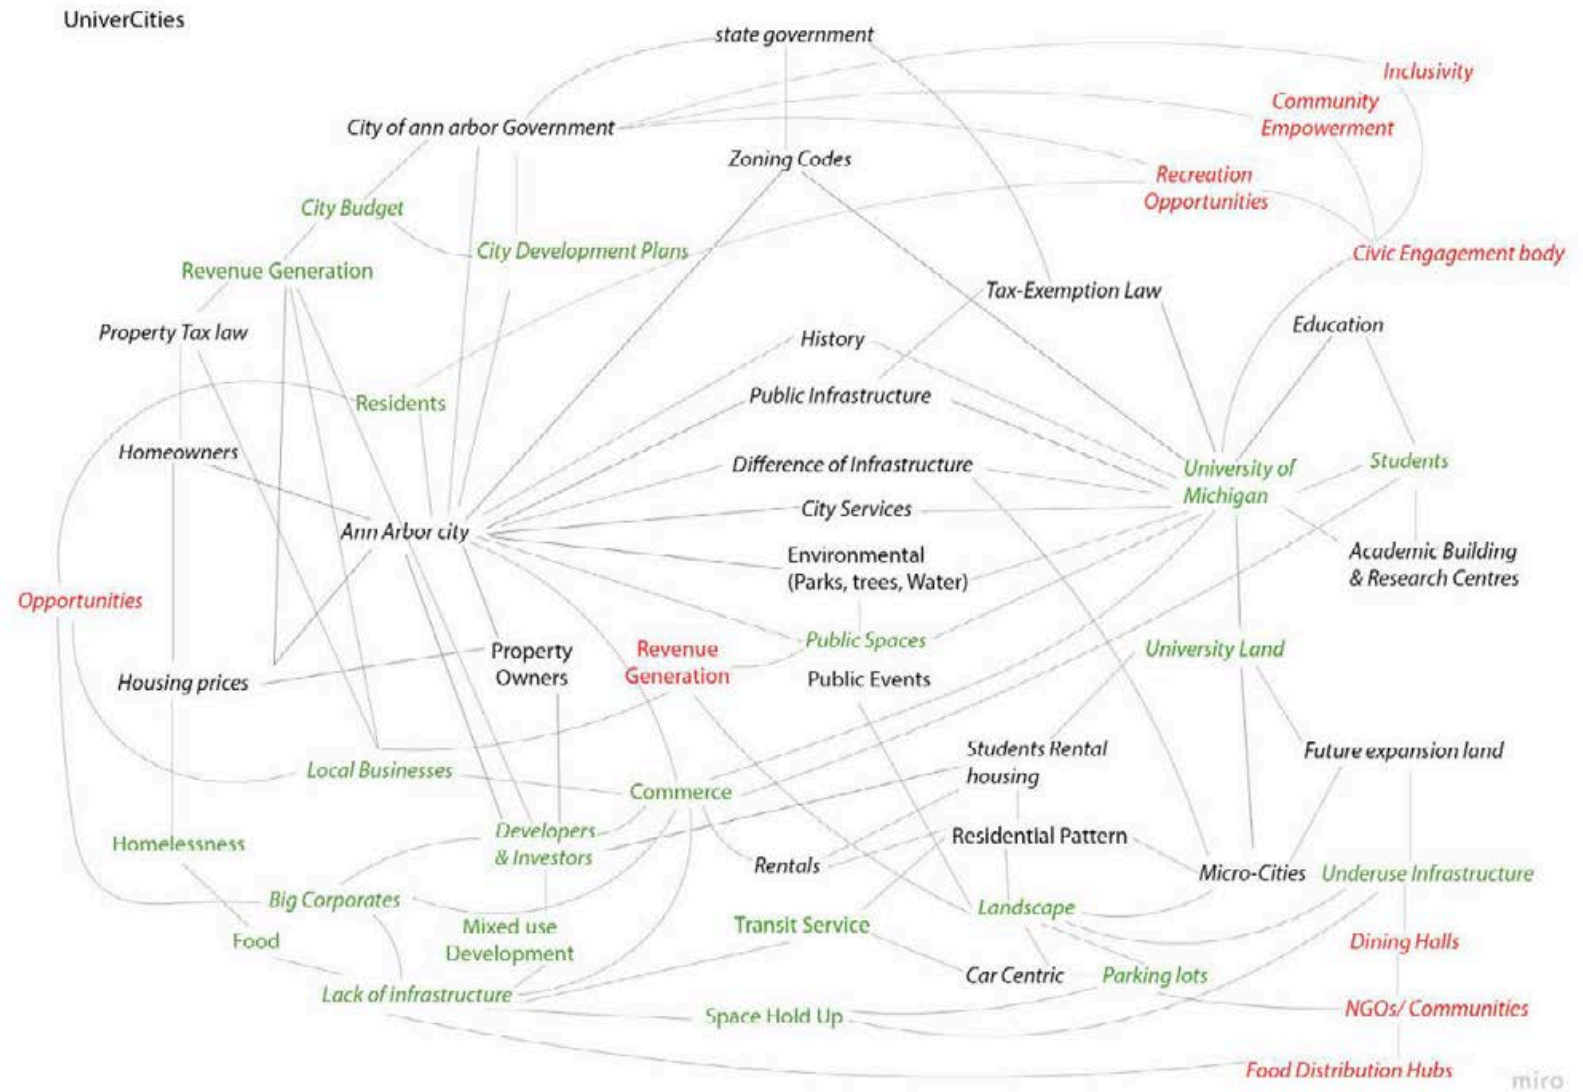 UniverCities
state government
Inclusivity
Community
Empowerment
City of ann arbor Government
Zoning Codes
Recreation
Opportunities
City Budget
City Development Plans
Civic Engagement body
Revenue Generation
Tax-Exemption Law
Property Tax law
History
Education
Public Infrastructure
Residents
Homeowners
Difference of Infrastructure
University of
Michigan
Students
City Services
Ann Arbor city
Environmental
(Parks, trees, Water)
Academic Building
& Research Centres
Opportunities
Property
Owners
Revenue
Generation
Public Spaces
University Land
Housing prices
Public Events
Students Rental
housing
Future expansion land
Local Businesses
Commerce
Developers
& Investors
Homelessness
Residential Pattern
Rentals
Micro-Cities
Underuse Infrastructure
Big Corporates
Landscape
Mixed use
Development
Transit Service
Food
Dining Halls
Car Centric
Parking lots
Lack of infrastructure
Space Hold Up
NGOs/ Communities
Food Distribution Hubs
miro